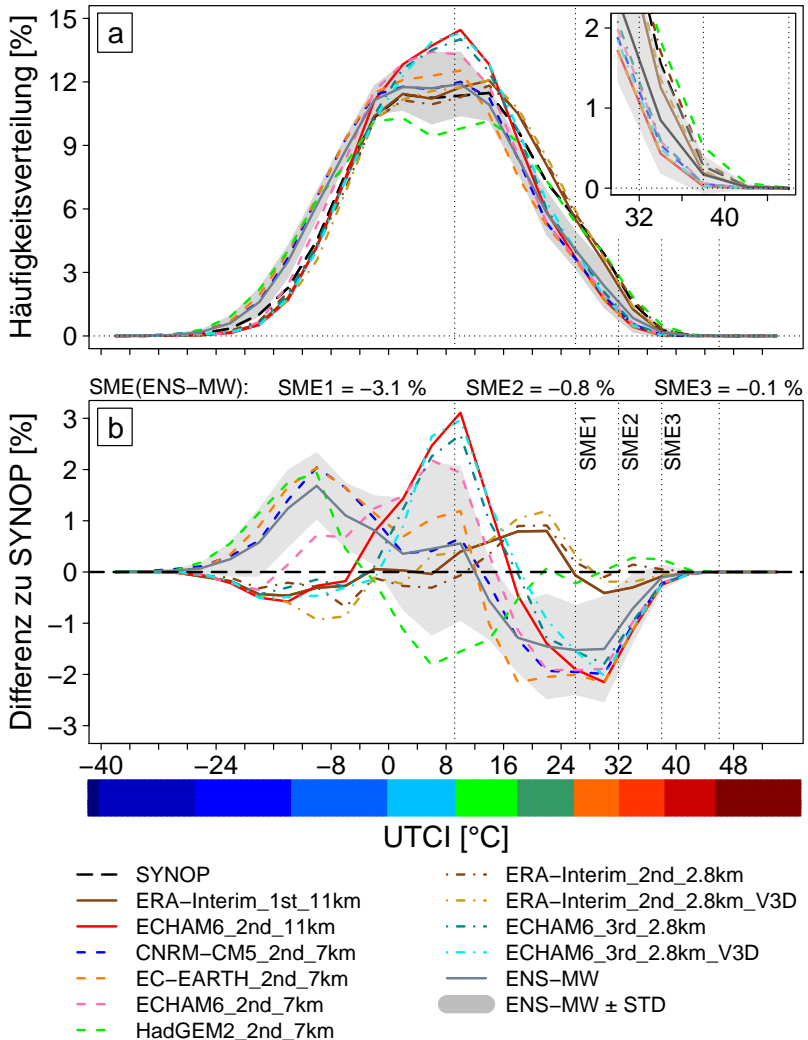 a
Häufigkeitsverteilung [%]
15
12
9
6
3
0
2
1
0
32
40
SME(ENS−MW): SME1 = −3.1 % SME2 = −0.8 % SME3 = −0.1 %
b
Differenz zu SYNOP [%]
3
2
1
0
−1
−2
−3
SME1
SME2
SME3
−40 −24 −8 0 8 16 24 32 40 48
UTCI [°C]
SYNOP
ERA−Interim_1st_11km
ECHAM6_2nd_11km
CNRM−CM5_2nd_7km
EC−EARTH_2nd_7km
ECHAM6_2nd_7km
HadGEM2_2nd_7km
ERA−Interim_2nd_2.8km
ERA−Interim_2nd_2.8km_V3D
ECHAM6_3rd_2.8km
ECHAM6_3rd_2.8km_V3D
ENS−MW
ENS−MW ± STD